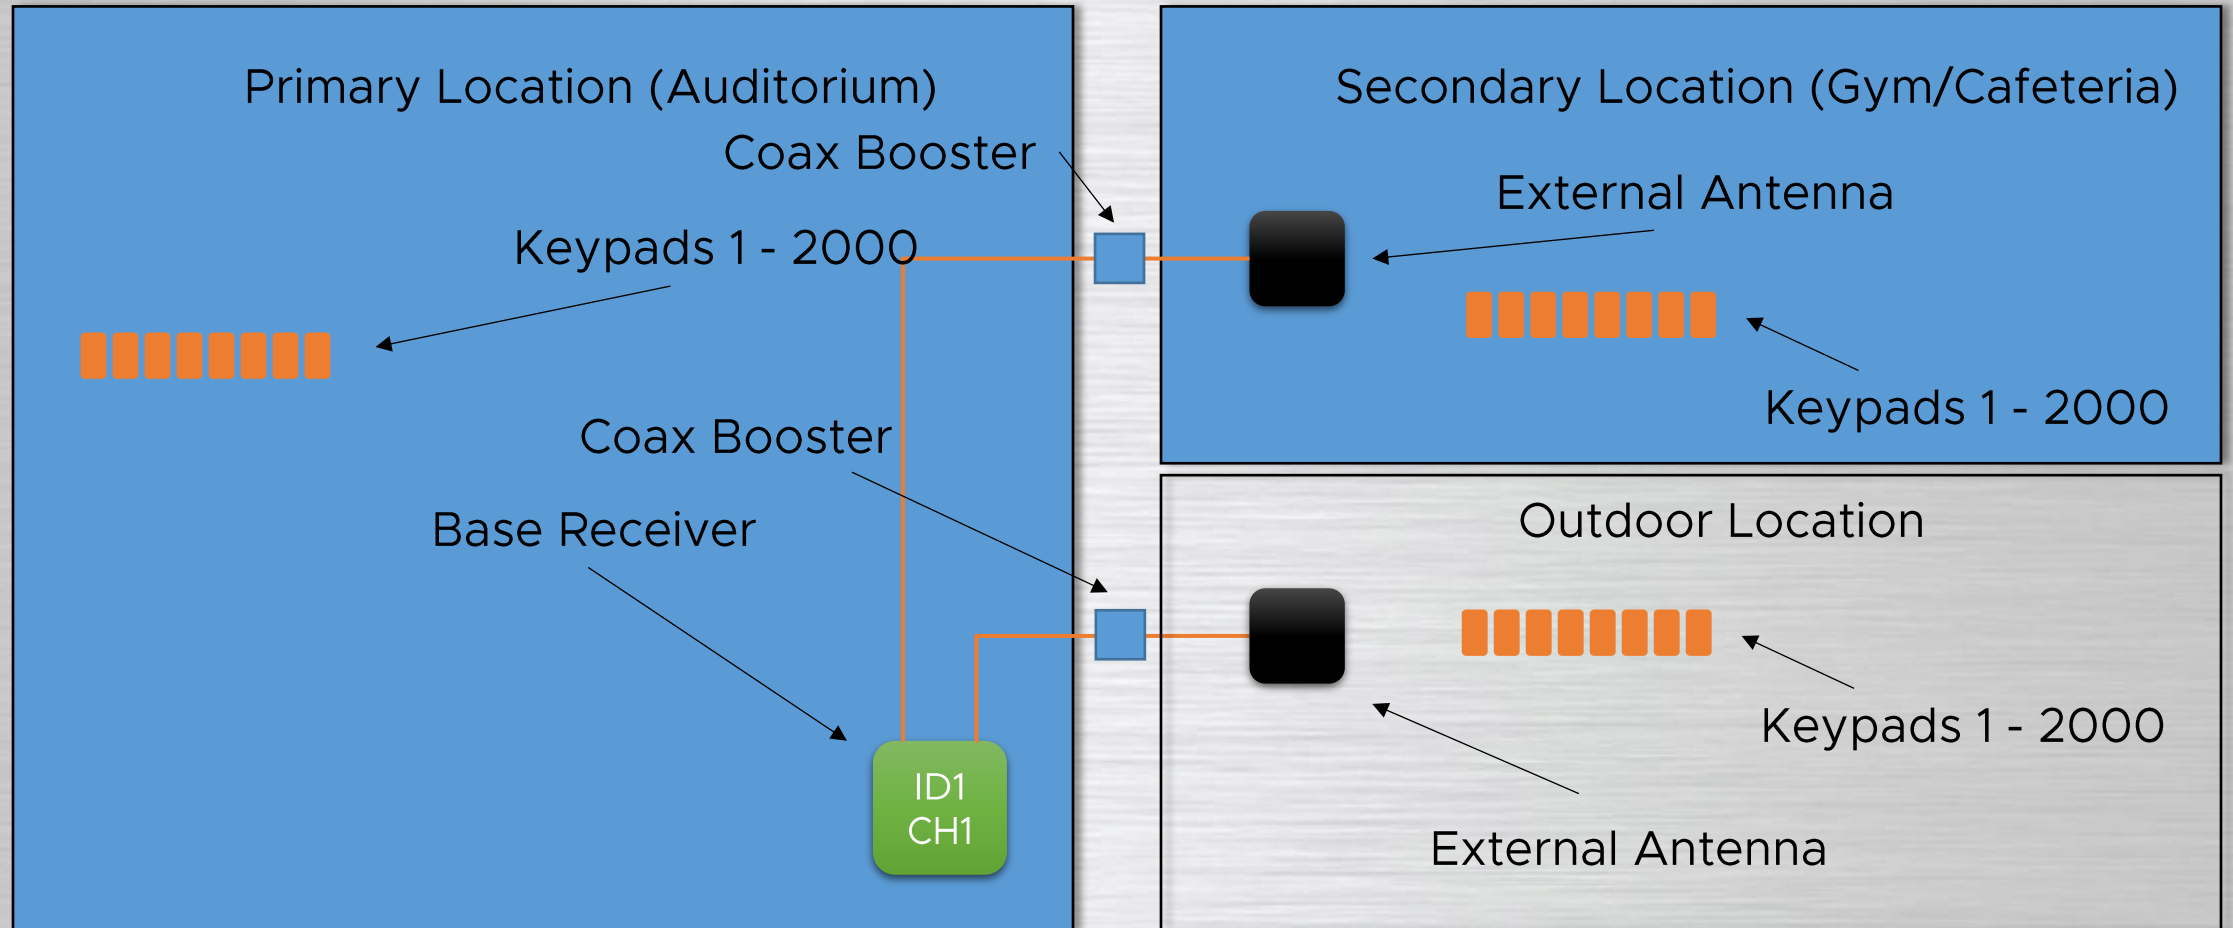 Primary Location (Auditorium)
Coax Booster
Keypads 1 - 2000
Coax Booster
Base Receiver
ID1
CH1
Secondary Location (Gym/Cafeteria)
External Antenna
Keypads 1 - 2000
Outdoor Location
Keypads 1 - 2000
External Antenna